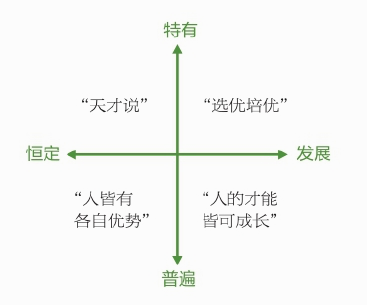 特有
“天才说”
“选优培优”
恒定
发展
“人皆有
各自优势”
“人的才能
皆可成长”
普遍